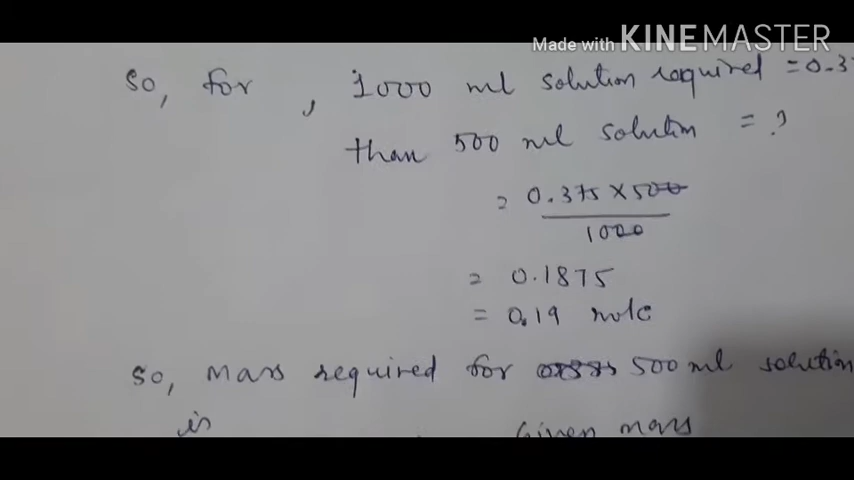 Made with KINEMASTER
so, for , 1000 ml solution required = 0.3
than 500 ml solution = ?
= 0.375 x 500
1000
= 0.1875
= 0.19 mole
so, mass required for 500 ml solution
is
Given mass